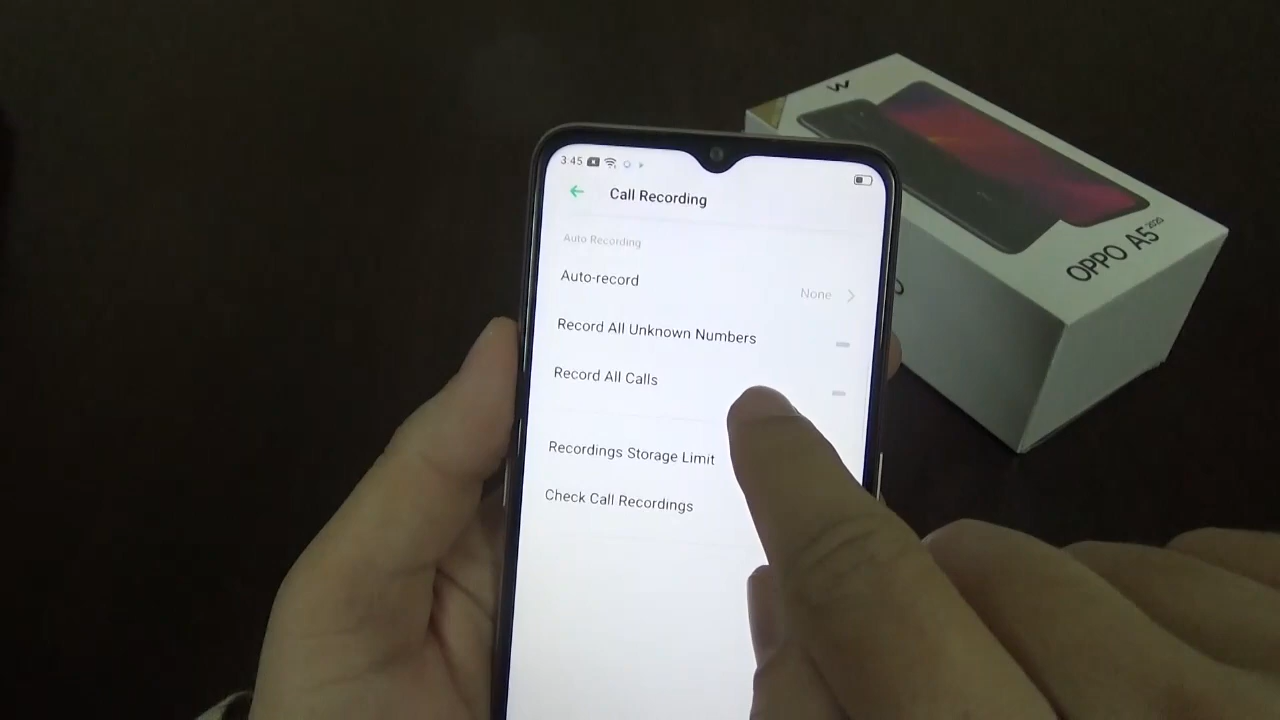 3:45
Call Recording
Auto Recording
Auto-record
None
Record All Unknown Numbers
Record All Calls
Recordings Storage Limit
Check Call Recordings
OPPO A5 2020